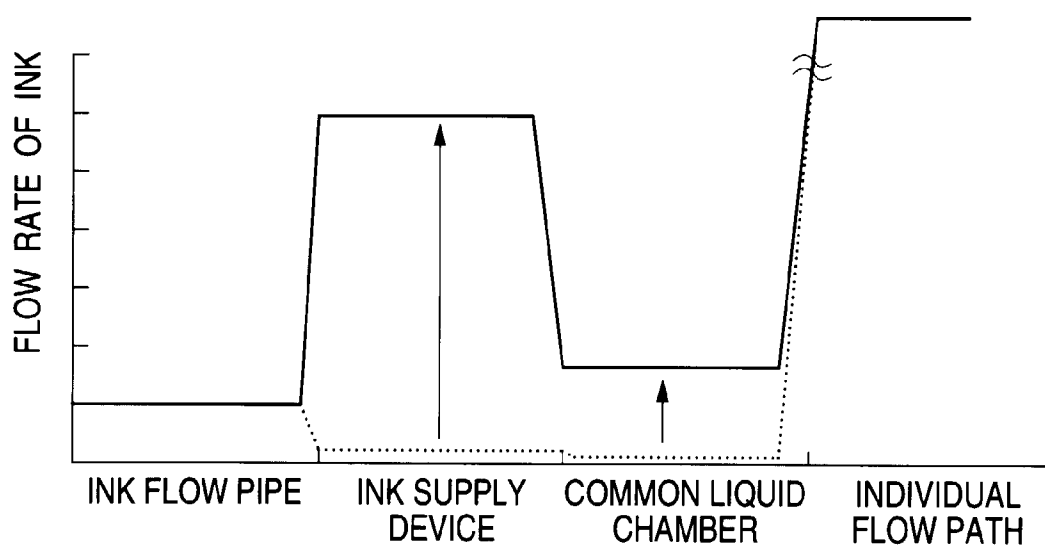 FLOW RATE OF INK
INK FLOW PIPE
INK SUPPLY
DEVICE
COMMON LIQUID
CHAMBER
INDIVIDUAL
FLOW PATH